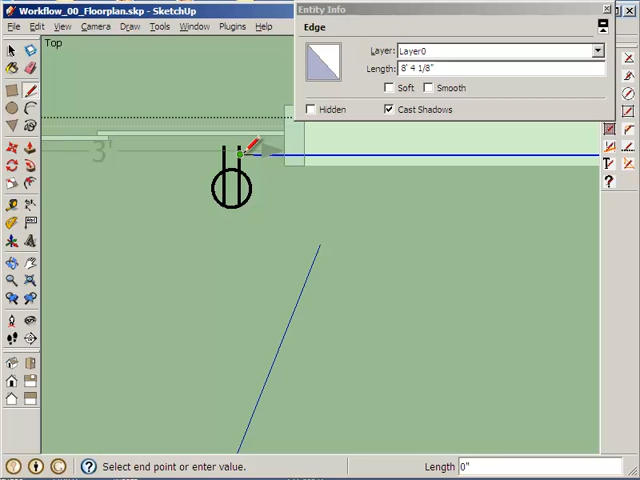 Workflow_00_Floorplan.skp - SketchUp
Entity Info
File Edit View Camera Draw Tools Window Plugins Help
Top
Edge
Layer: Layer0
Length: 8' 4 1/8"
Soft Smooth
Hidden Cast Shadows
3'
Select end point or enter value.
Length 0"